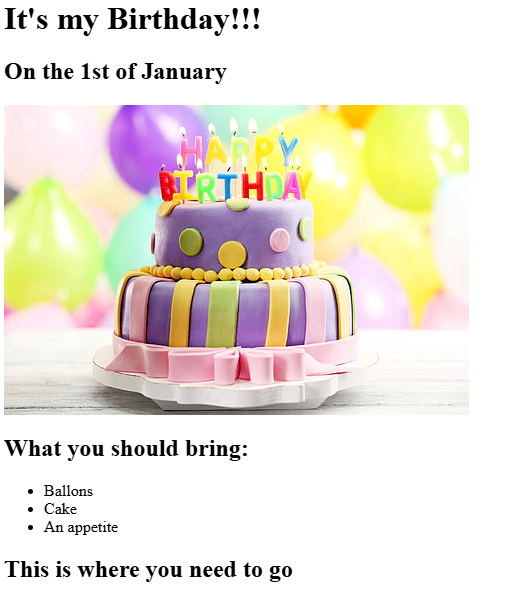 It's my Birthday!!!
On the 1st of January
HAPPY
BIRTHDAY
What you should bring:
Ballons
Cake
An appetite
This is where you need to go